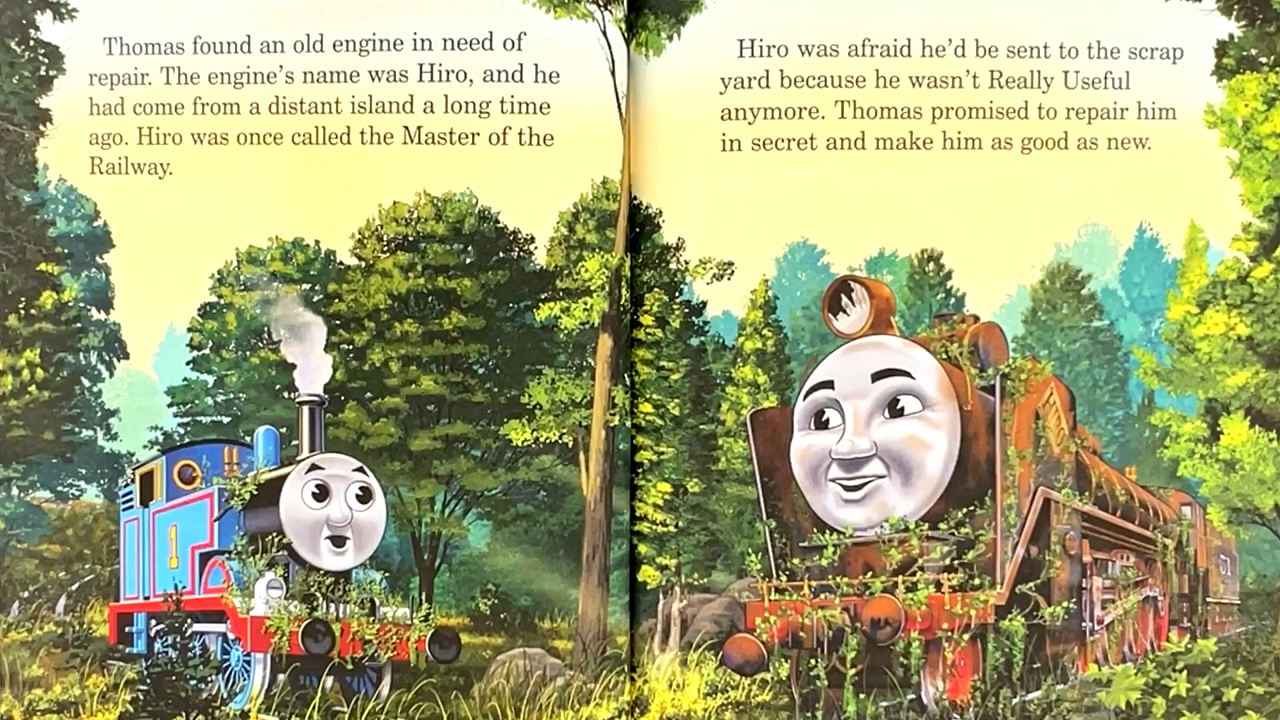 Thomas found an old engine in need of
repair. The engine's name was Hiro, and he
had come from a distant island a long time
ago. Hiro was once called the Master of the
Railway.
Hiro was afraid he'd be sent to the scrap
yard because he wasn't Really Useful
anymore. Thomas promised to repair him
in secret and make him as good as new.
1